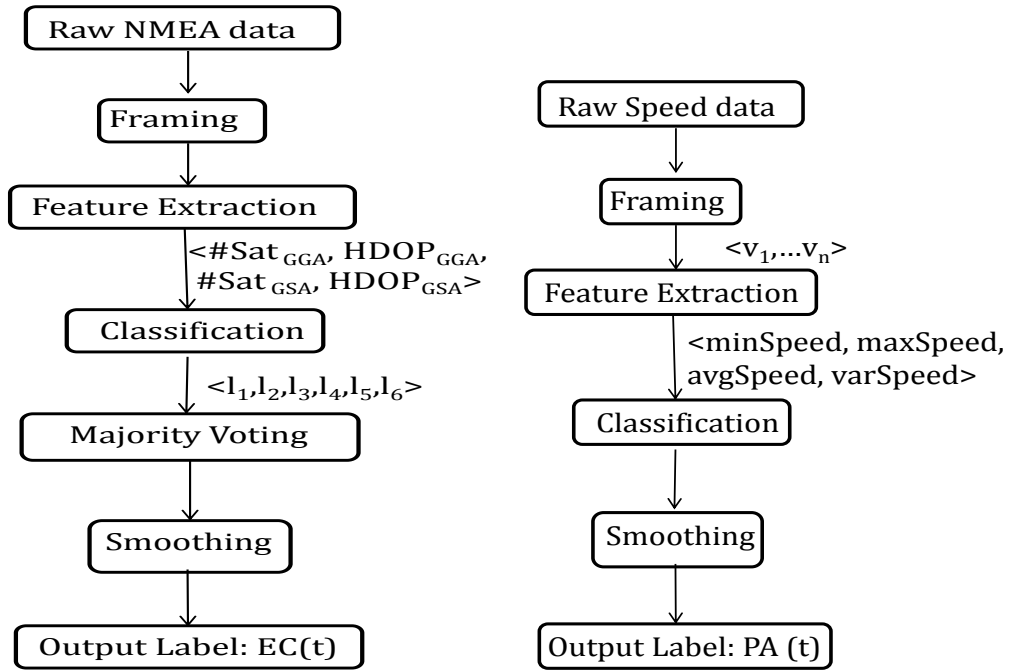 Raw NMEA data
Framing
Feature Extraction
<#Sat GGA, HDOP GGA,
#Sat GSA, HDOP GSA>
Classification
<l1,l2,l3,l4,l5,l6>
Majority Voting
Smoothing
Output Label: EC(t)
Raw Speed data
Framing
<v1,...vn>
Feature Extraction
<minSpeed, maxSpeed,
avgSpeed, varSpeed>
Classification
Smoothing
Output Label: PA (t)